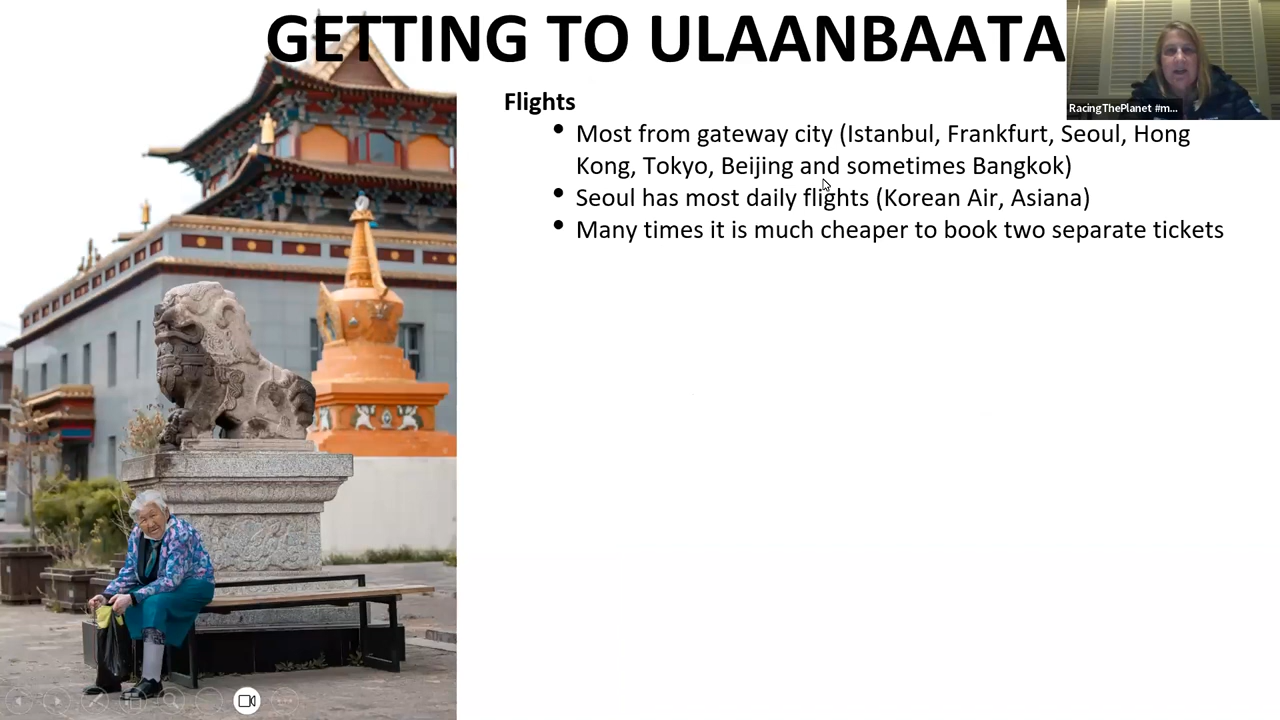 GETTING TO ULAANBAATA
RacingThePlanet #m...
Flights
• Most from gateway city (Istanbul, Frankfurt, Seoul, Hong
Kong, Tokyo, Beijing and sometimes Bangkok)
• Seoul has most daily flights (Korean Air, Asiana)
• Many times it is much cheaper to book two separate tickets